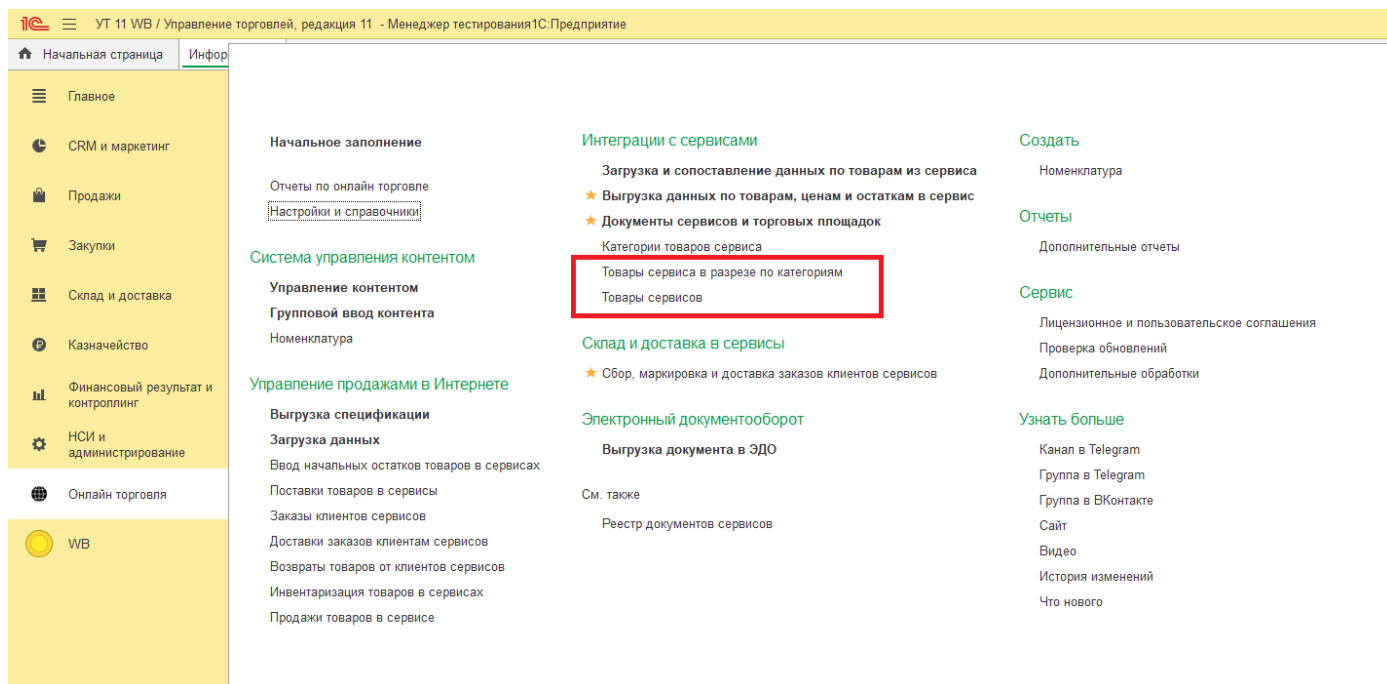 1С УТ 11 WB / Управление торговлей, редакция 11 - Менеджер тестирования1С:Предприятие
Начальная страница
Инфор
Главное
CRM и маркетинг
Продажи
Закупки
Склад и доставка
Казначейство
Финансовый результат и
контроллинг
НСИ и
администрирование
Онлайн торговля
WB
Начальное заполнение
Отчеты по онлайн торговле
Настройки и справочники
Система управления контентом
Управление контентом
Групповой ввод контента
Номенклатура
Управление продажами в Интернете
Выгрузка спецификации
Загрузка данных
Ввод начальных остатков товаров в сервисах
Поставки товаров в сервисы
Заказы клиентов сервисов
Доставки заказов клиентам сервисов
Возвраты товаров от клиентов сервисов
Инвентаризация товаров в сервисах
Продажи товаров в сервисе
Интеграции с сервисами
Загрузка и сопоставление данных по товарам из сервиса
Выгрузка данных по товарам, ценам и остаткам в сервис
Документы сервисов и торговых площадок
Категории товаров сервиса
Товары сервиса в разрезе по категориям
Товары сервисов
Склад и доставка в сервисы
Сбор, маркировка и доставка заказов клиентов сервисов
Электронный документооборот
Выгрузка документа в ЭДО
См. также
Реестр документов сервисов
Создать
Номенклатура
Отчеты
Дополнительные отчеты
Сервис
Лицензионное и пользовательское соглашения
Проверка обновлений
Дополнительные обработки
Узнать больше
Канал в Telegram
Группа в Telegram
Группа в ВКонтакте
Сайт
Видео
История изменений
Что нового